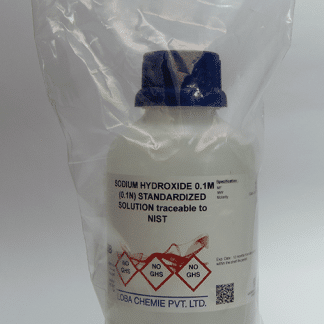 SODIUM HYDROXIDE 0.1M
(0.1N) STANDARDIZED
SOLUTION traceable to
NIST
NO
GHS
NO
GHS
NO
GHS
LOBA CHEMIE PVT. LTD.